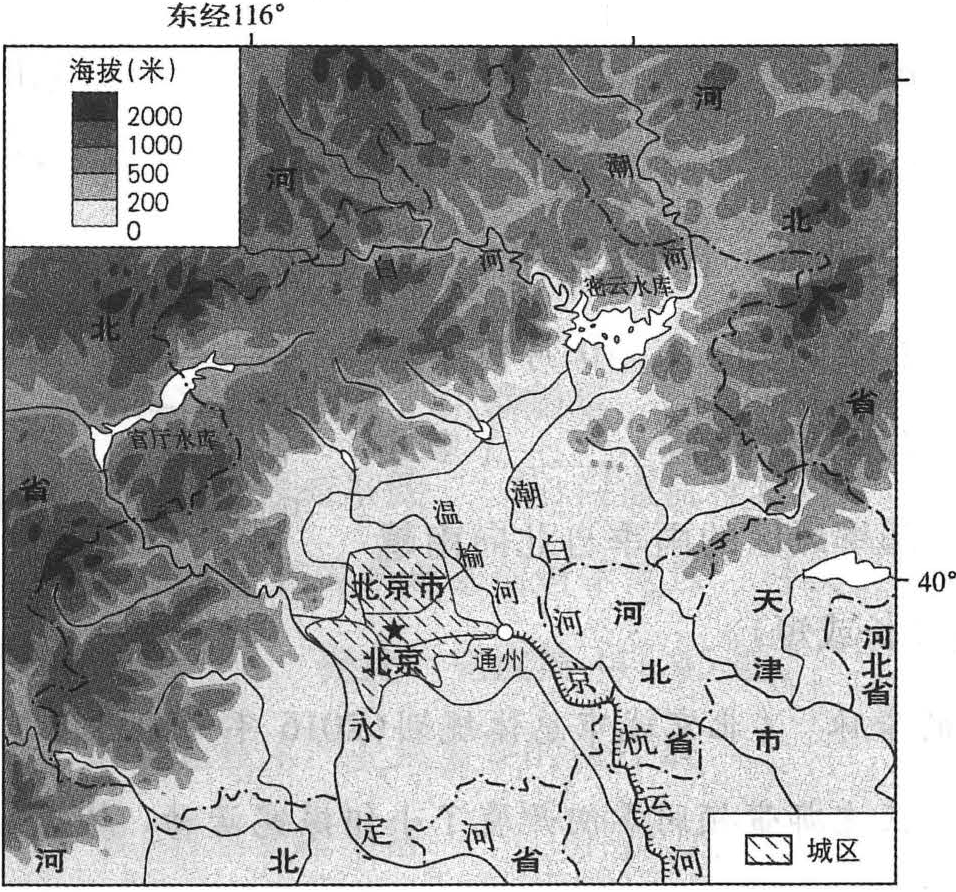 东经116°
海拔(米)
2000
1000
500
200
0
河
潮
河
北
白
河
河
密云水库
北
省
官厅水库
省
温
潮
榆
白
河
河
40°
北京市
河
天
北京
通州
京
北
津
河北省
永
杭
省
市
定
河
省
运
河
河
北
城区